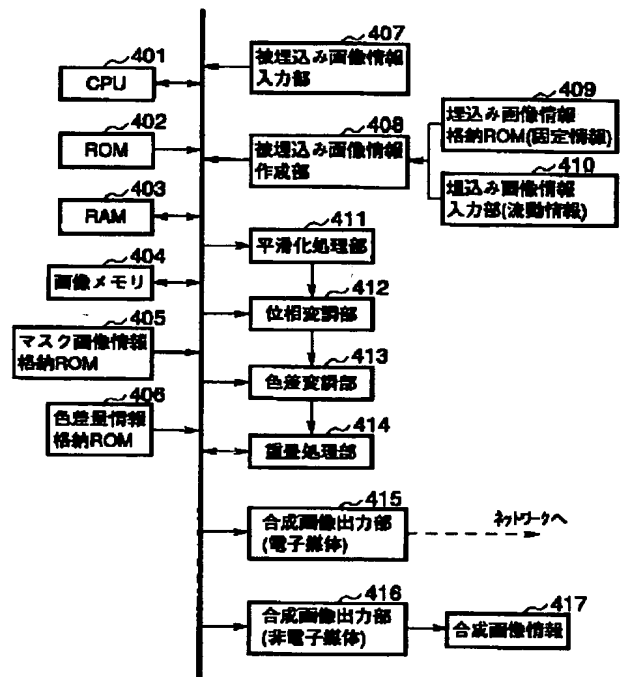 401
CPU
402
ROM
403
RAM
404
画像メモリ
405
マスク画像情報
格納ROM
406
色差量情報
格納ROM
407
被埋込み画像情報
入力部
408
被埋込み画像情報
作成部
409
埋込み画像情報
格納ROM(固定情報)
410
埋込み画像情報
入力部(流動情報)
411
平滑化処理部
412
位相変調部
413
色差変調部
414
重畳処理部
415
合成画像出力部
(電子媒体)
ネットワークへ
416
合成画像出力部
(非電子媒体)
417
合成画像情報